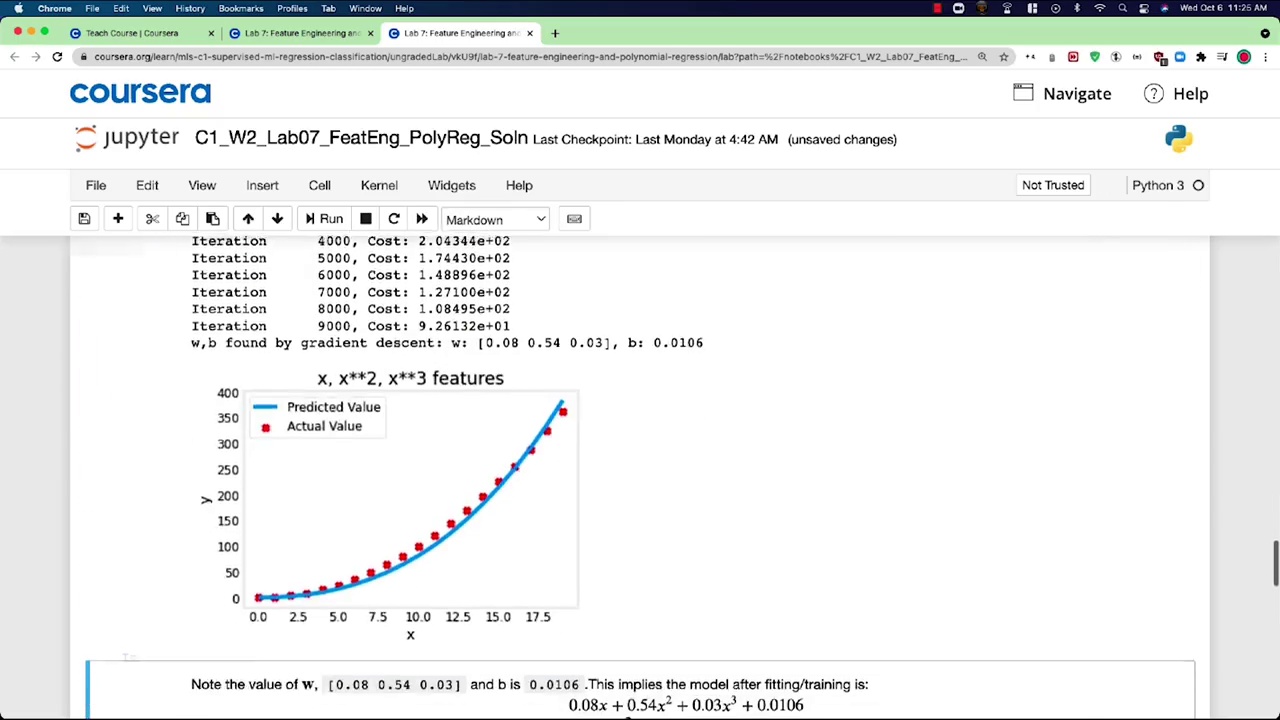 Chrome File Edit View History Bookmarks Profiles Tab Window Help Wed Oct 6 11:25 AM
Teach Course | Coursera Lab 7: Feature Engineering and Lab 7: Feature Engineering and
coursera.org/learn/mls-c1-supervised-ml-regression-classification/ungradedLab/vkU9f/lab-7-feature-engineering-and-polynomial-regression/lab?path=%2Fnotebooks%2FC1_W2_Lab07_FeatEng_...
coursera Navigate Help
jupyter C1_W2_Lab07_FeatEng_PolyReg_Soln Last Checkpoint: Last Monday at 4:42 AM (unsaved changes)
File Edit View Insert Cell Kernel Widgets Help Not Trusted Python 3
Run Markdown
Iteration 4000, Cost: 2.04344e+02
Iteration 5000, Cost: 1.74430e+02
Iteration 6000, Cost: 1.48896e+02
Iteration 7000, Cost: 1.27100e+02
Iteration 8000, Cost: 1.08495e+02
Iteration 9000, Cost: 9.26132e+01
w,b found by gradient descent: w: [0.08 0.54 0.03], b: 0.0106
x, x**2, x**3 features
400
Predicted Value
350
Actual Value
300
250
200
y
150
100
50
0
0.0 2.5 5.0 7.5 10.0 12.5 15.0 17.5
x
Note the value of w, [0.08 0.54 0.03] and b is 0.0106 .This implies the model after fitting/training is:
0.08x + 0.54x² + 0.03x³ + 0.0106